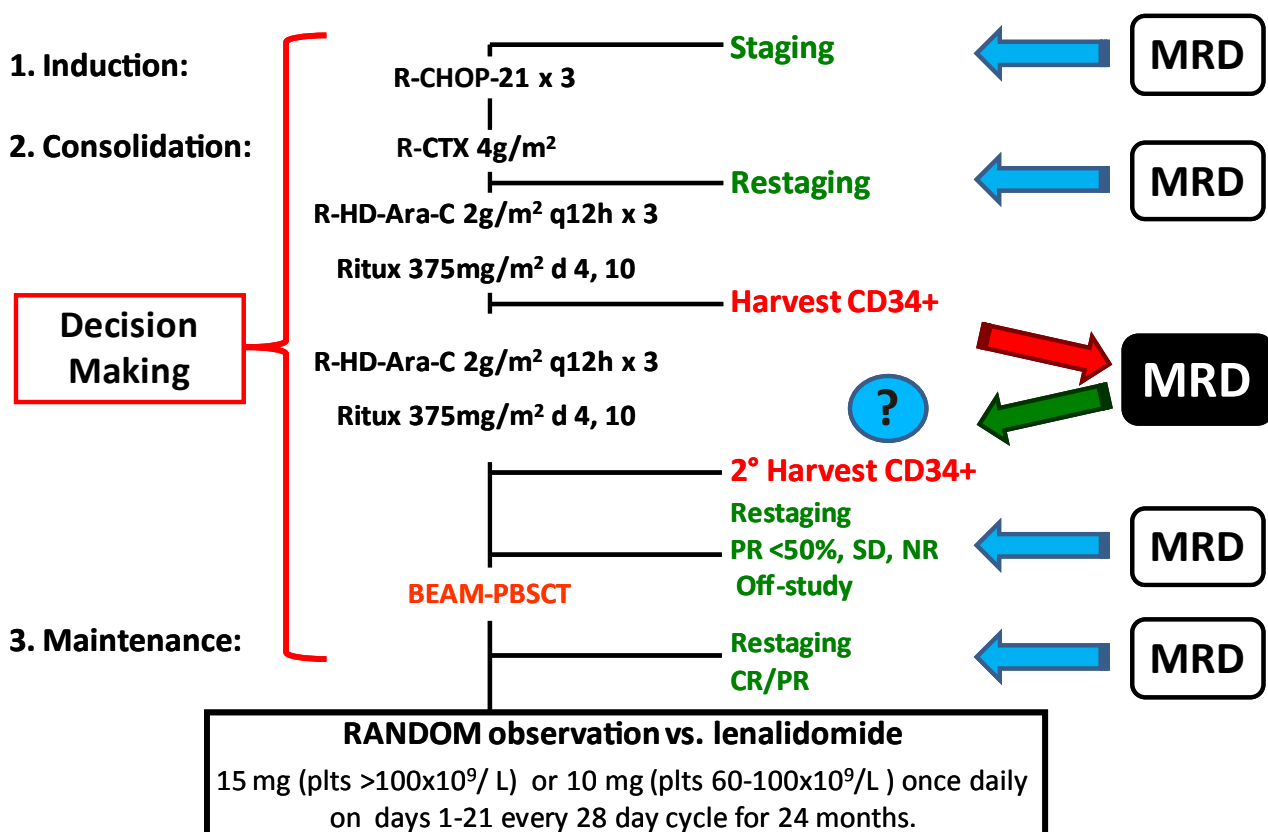 Staging
MRD
1. Induction:
R-CHOP-21 x 3
2. Consolidation:
R-CTX 4g/m²
Restaging
MRD
R-HD-Ara-C 2g/m² q12h x 3
Ritux 375mg/m² d 4, 10
Harvest CD34+
Decision
Making
R-HD-Ara-C 2g/m² q12h x 3
MRD
Ritux 375mg/m² d 4, 10
?
2° Harvest CD34+
Restaging
PR <50%, SD, NR
Off-study
MRD
BEAM-PBSCT
3. Maintenance:
Restaging
CR/PR
MRD
RANDOM observation vs. lenalidomide
15 mg (plts >100x10⁹/ L) or 10 mg (plts 60-100x10⁹/L ) once daily
on days 1-21 every 28 day cycle for 24 months.